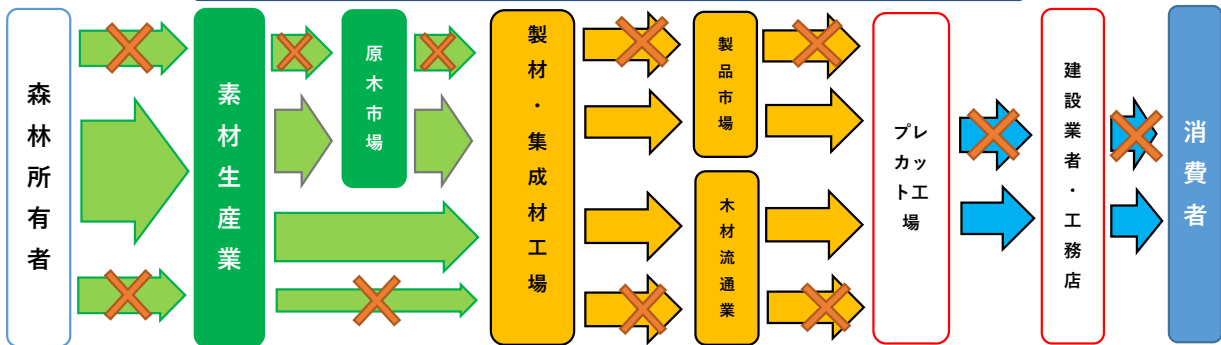 森林所有者
素材生産業
原木市場
製材・集成材工場
製品市場
木材流通業
プレ
カッ
ト工
場
建設業者・工務店
消費者